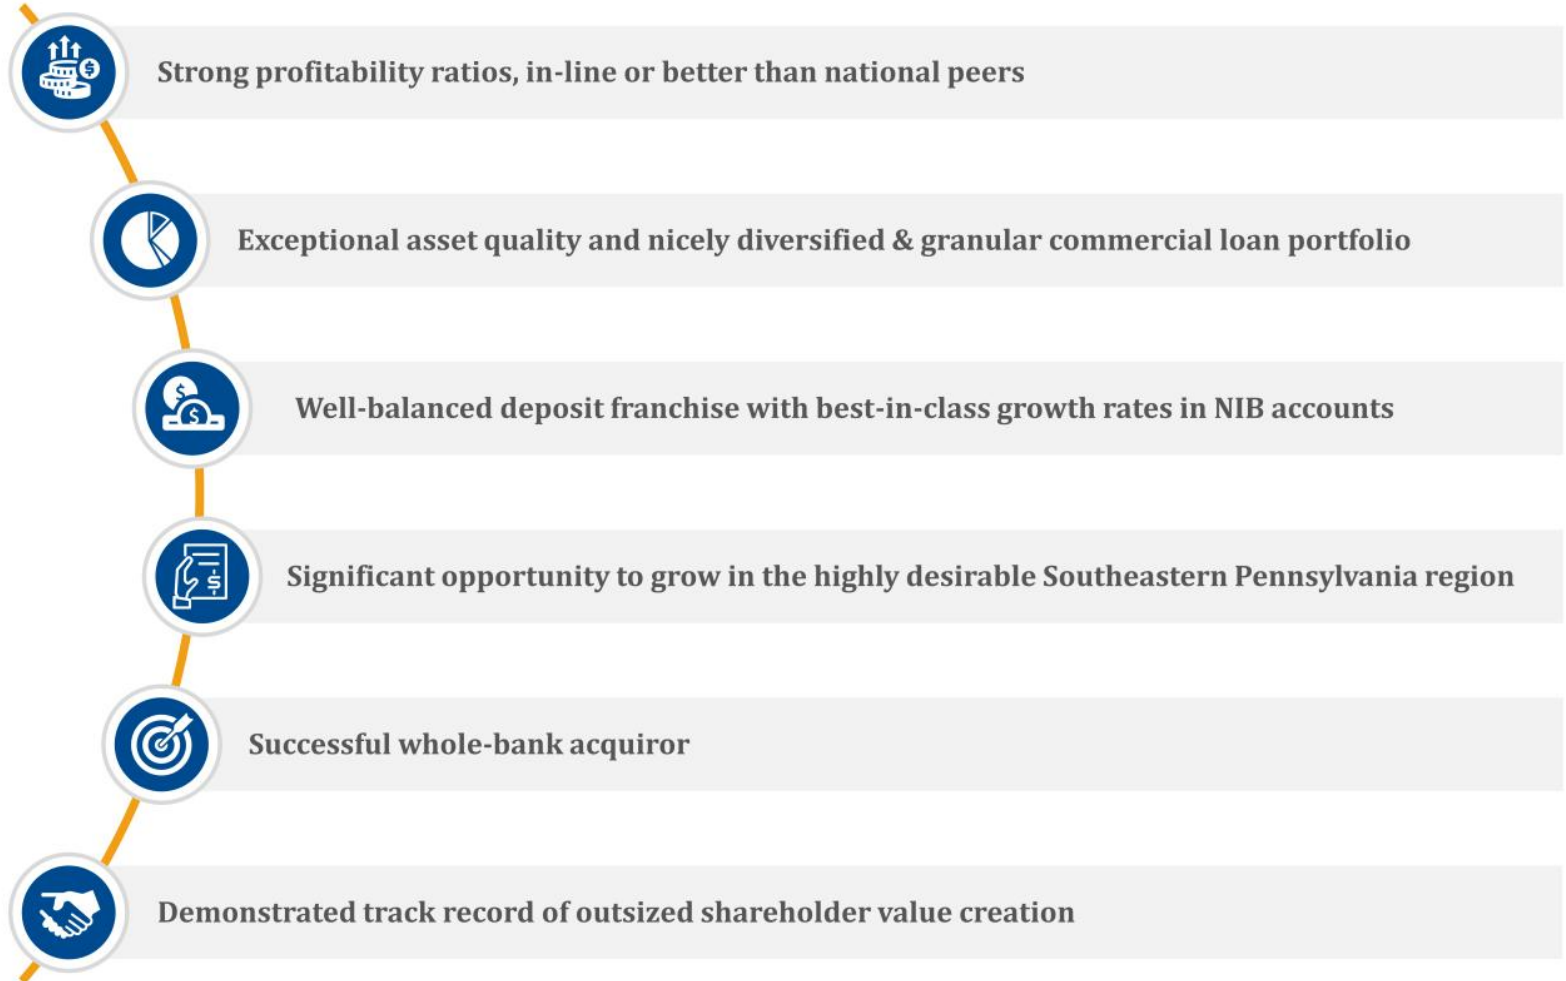 Strong profitability ratios, in-line or better than national peers
Exceptional asset quality and nicely diversified & granular commercial loan portfolio
Well-balanced deposit franchise with best-in-class growth rates in NIB accounts
Significant opportunity to grow in the highly desirable Southeastern Pennsylvania region
Successful whole-bank acquiror
Demonstrated track record of outsized shareholder value creation